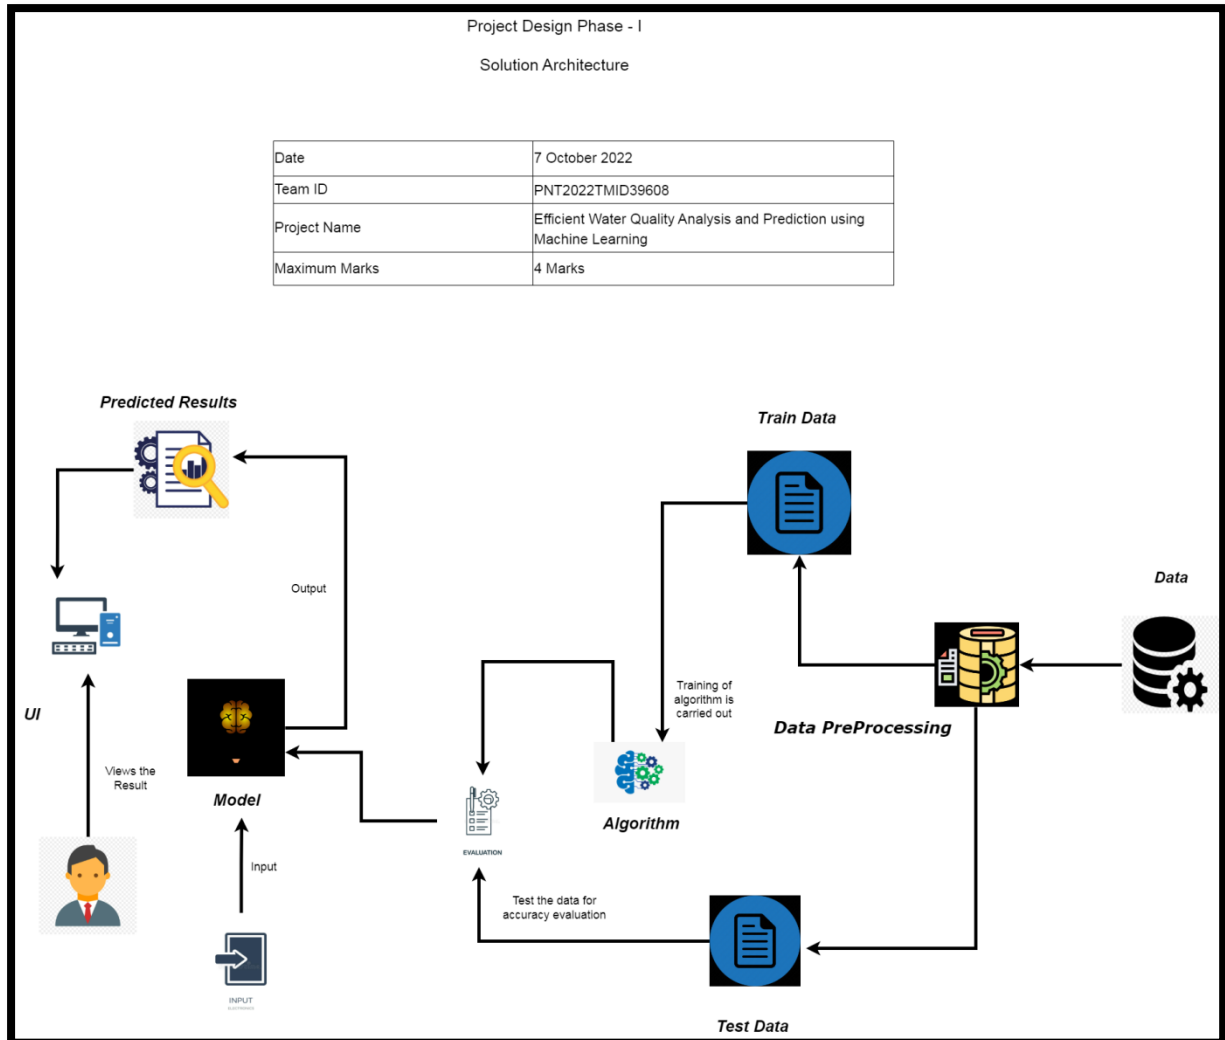 Project Design Phase - I
Solution Architecture
Date
7 October 2022
Team ID
PNT2022TMID39608
Project Name
Efficient Water Quality Analysis and Prediction using
Machine Learning
Maximum Marks
4 Marks
Predicted Results
Train Data
Data
Output
UI
Training of
algorithm is
carried out
Data PreProcessing
Views the
Result
Model
Algorithm
EVALUATION
Input
Test the data for
accuracy evaluation
INPUT
Test Data